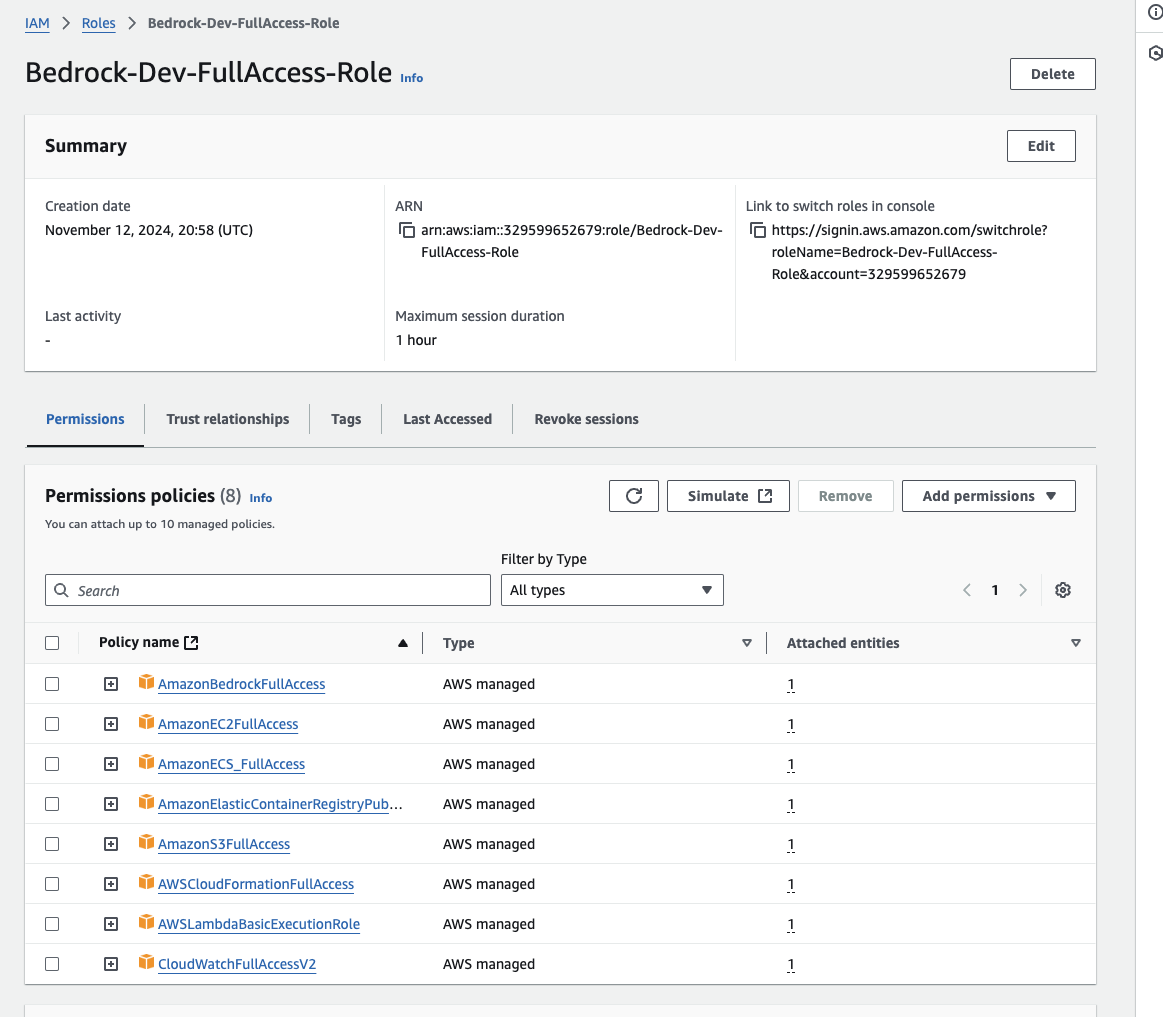 IAM > Roles > Bedrock-Dev-FullAccess-Role
Bedrock-Dev-FullAccess-Role Info
Delete
Summary
Edit
Creation date
November 12, 2024, 20:58 (UTC)
ARN
arn:aws:iam::329599652679:role/Bedrock-Dev-
FullAccess-Role
Link to switch roles in console
https://signin.aws.amazon.com/switchrole?
roleName=Bedrock-Dev-FullAccess-
Role&account=329599652679
Last activity
-
Maximum session duration
1 hour
Permissions
Trust relationships
Tags
Last Accessed
Revoke sessions
Permissions policies (8) Info
You can attach up to 10 managed policies.
Simulate
Remove
Add permissions
Filter by Type
Search
All types
1
Policy name
Type
Attached entities
AmazonBedrockFullAccess AWS managed 1
AmazonEC2FullAccess AWS managed 1
AmazonECS_FullAccess AWS managed 1
AmazonElasticContainerRegistryPub... AWS managed 1
AmazonS3FullAccess AWS managed 1
AWSCloudFormationFullAccess AWS managed 1
AWSLambdaBasicExecutionRole AWS managed 1
CloudWatchFullAccessV2 AWS managed 1